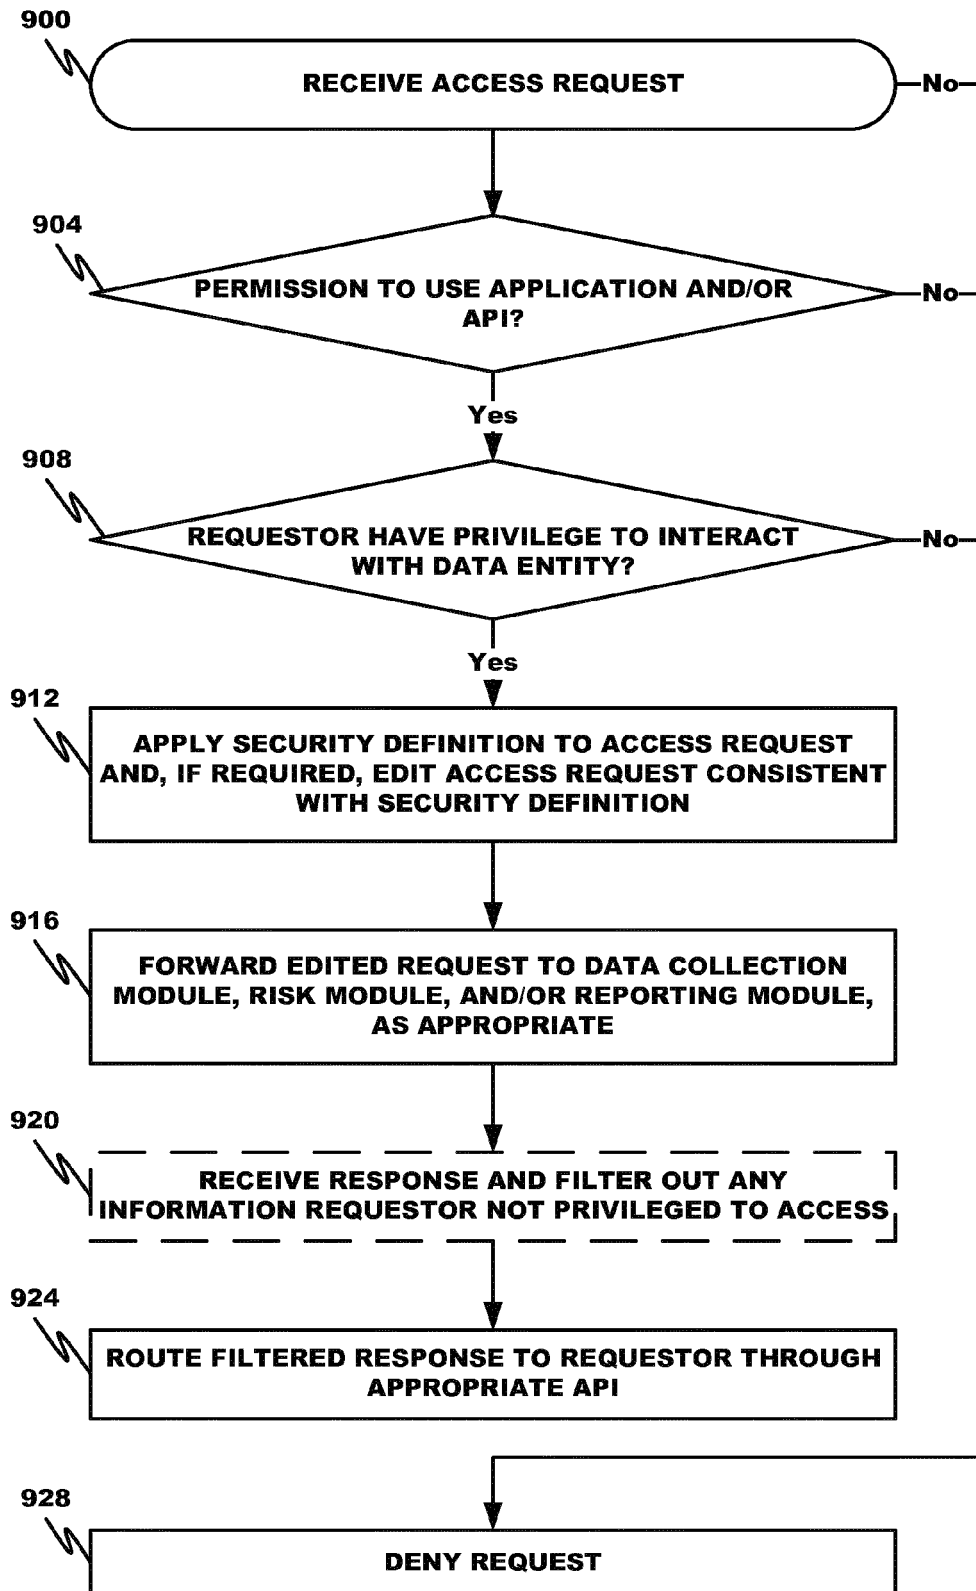 900
RECEIVE ACCESS REQUEST
No
904
PERMISSION TO USE APPLICATION AND/OR
API?
No
Yes
908
REQUESTOR HAVE PRIVILEGE TO INTERACT
WITH DATA ENTITY?
No
Yes
912
APPLY SECURITY DEFINITION TO ACCESS REQUEST
AND, IF REQUIRED, EDIT ACCESS REQUEST CONSISTENT
WITH SECURITY DEFINITION
916
FORWARD EDITED REQUEST TO DATA COLLECTION
MODULE, RISK MODULE, AND/OR REPORTING MODULE,
AS APPROPRIATE
920
RECEIVE RESPONSE AND FILTER OUT ANY
INFORMATION REQUESTOR NOT PRIVILEGED TO ACCESS
924
ROUTE FILTERED RESPONSE TO REQUESTOR THROUGH
APPROPRIATE API
928
DENY REQUEST